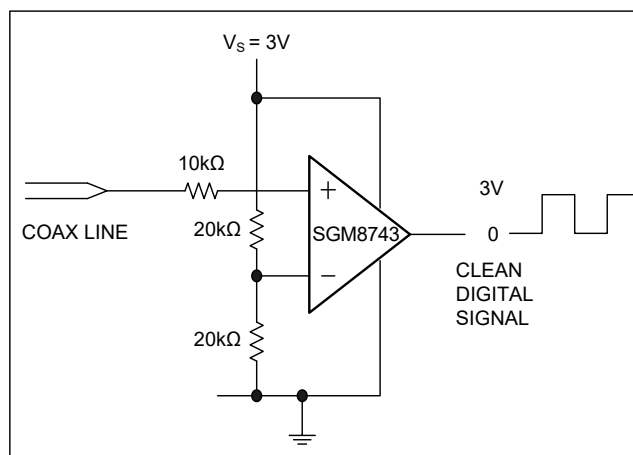 V_S = 3V
10kΩ
+
3V
COAX LINE
20kΩ
SGM8743
0
−
CLEAN
DIGITAL
SIGNAL
20kΩ